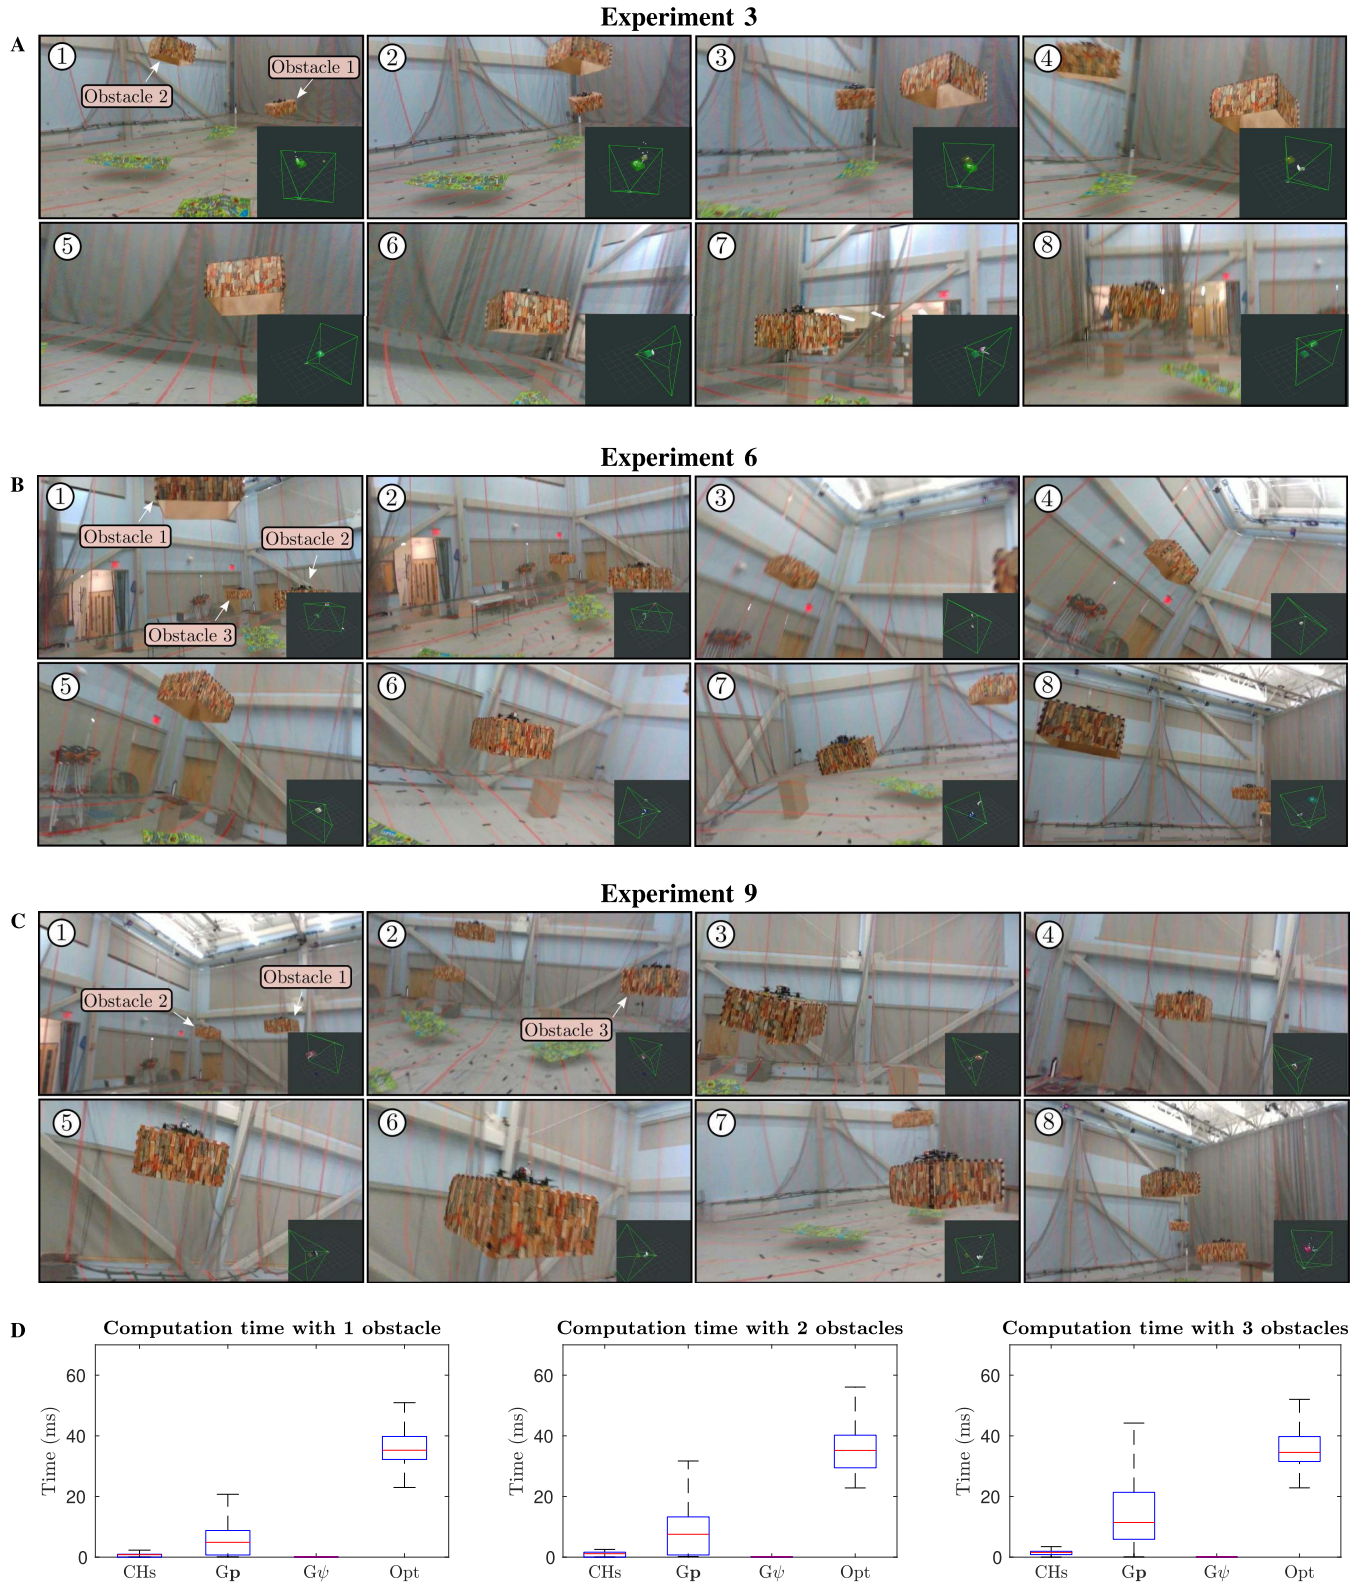 Experiment 3
A
1
2
3
4
Obstacle 1
Obstacle 2
5
6
7
8
Experiment 6
B
1
2
3
4
Obstacle 1
Obstacle 2
Obstacle 3
5
6
7
8
Experiment 9
C
1
2
3
4
Obstacle 2
Obstacle 1
Obstacle 3
5
6
7
8
D
Computation time with 1 obstacle
Time (ms)
60
40
20
0
CHs Gp Gψ Opt
Computation time with 2 obstacles
Time (ms)
60
40
20
0
CHs Gp Gψ Opt
Computation time with 3 obstacles
Time (ms)
60
40
20
0
CHs Gp Gψ Opt